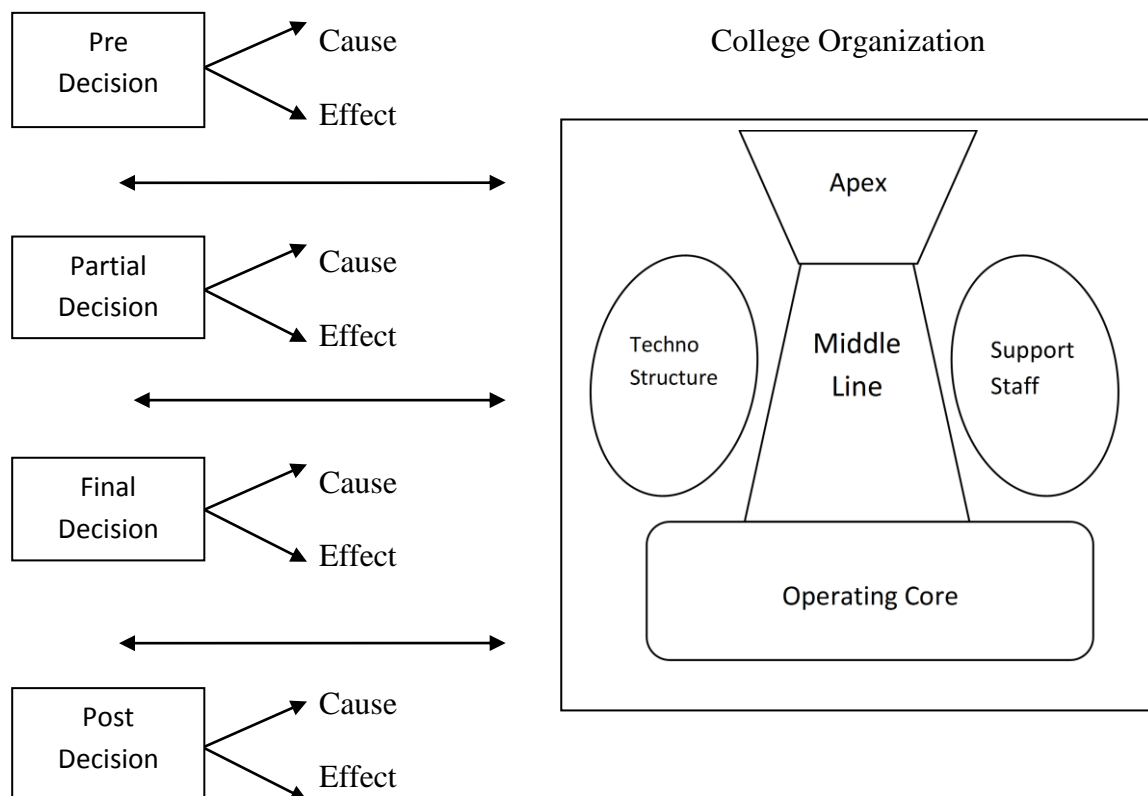 Pre
Decision
Cause
Effect
Partial
Decision
Cause
Effect
Final
Decision
Cause
Effect
Post
Decision
Cause
Effect
College Organization
Apex
Techno
Structure
Middle
Line
Support
Staff
Operating Core